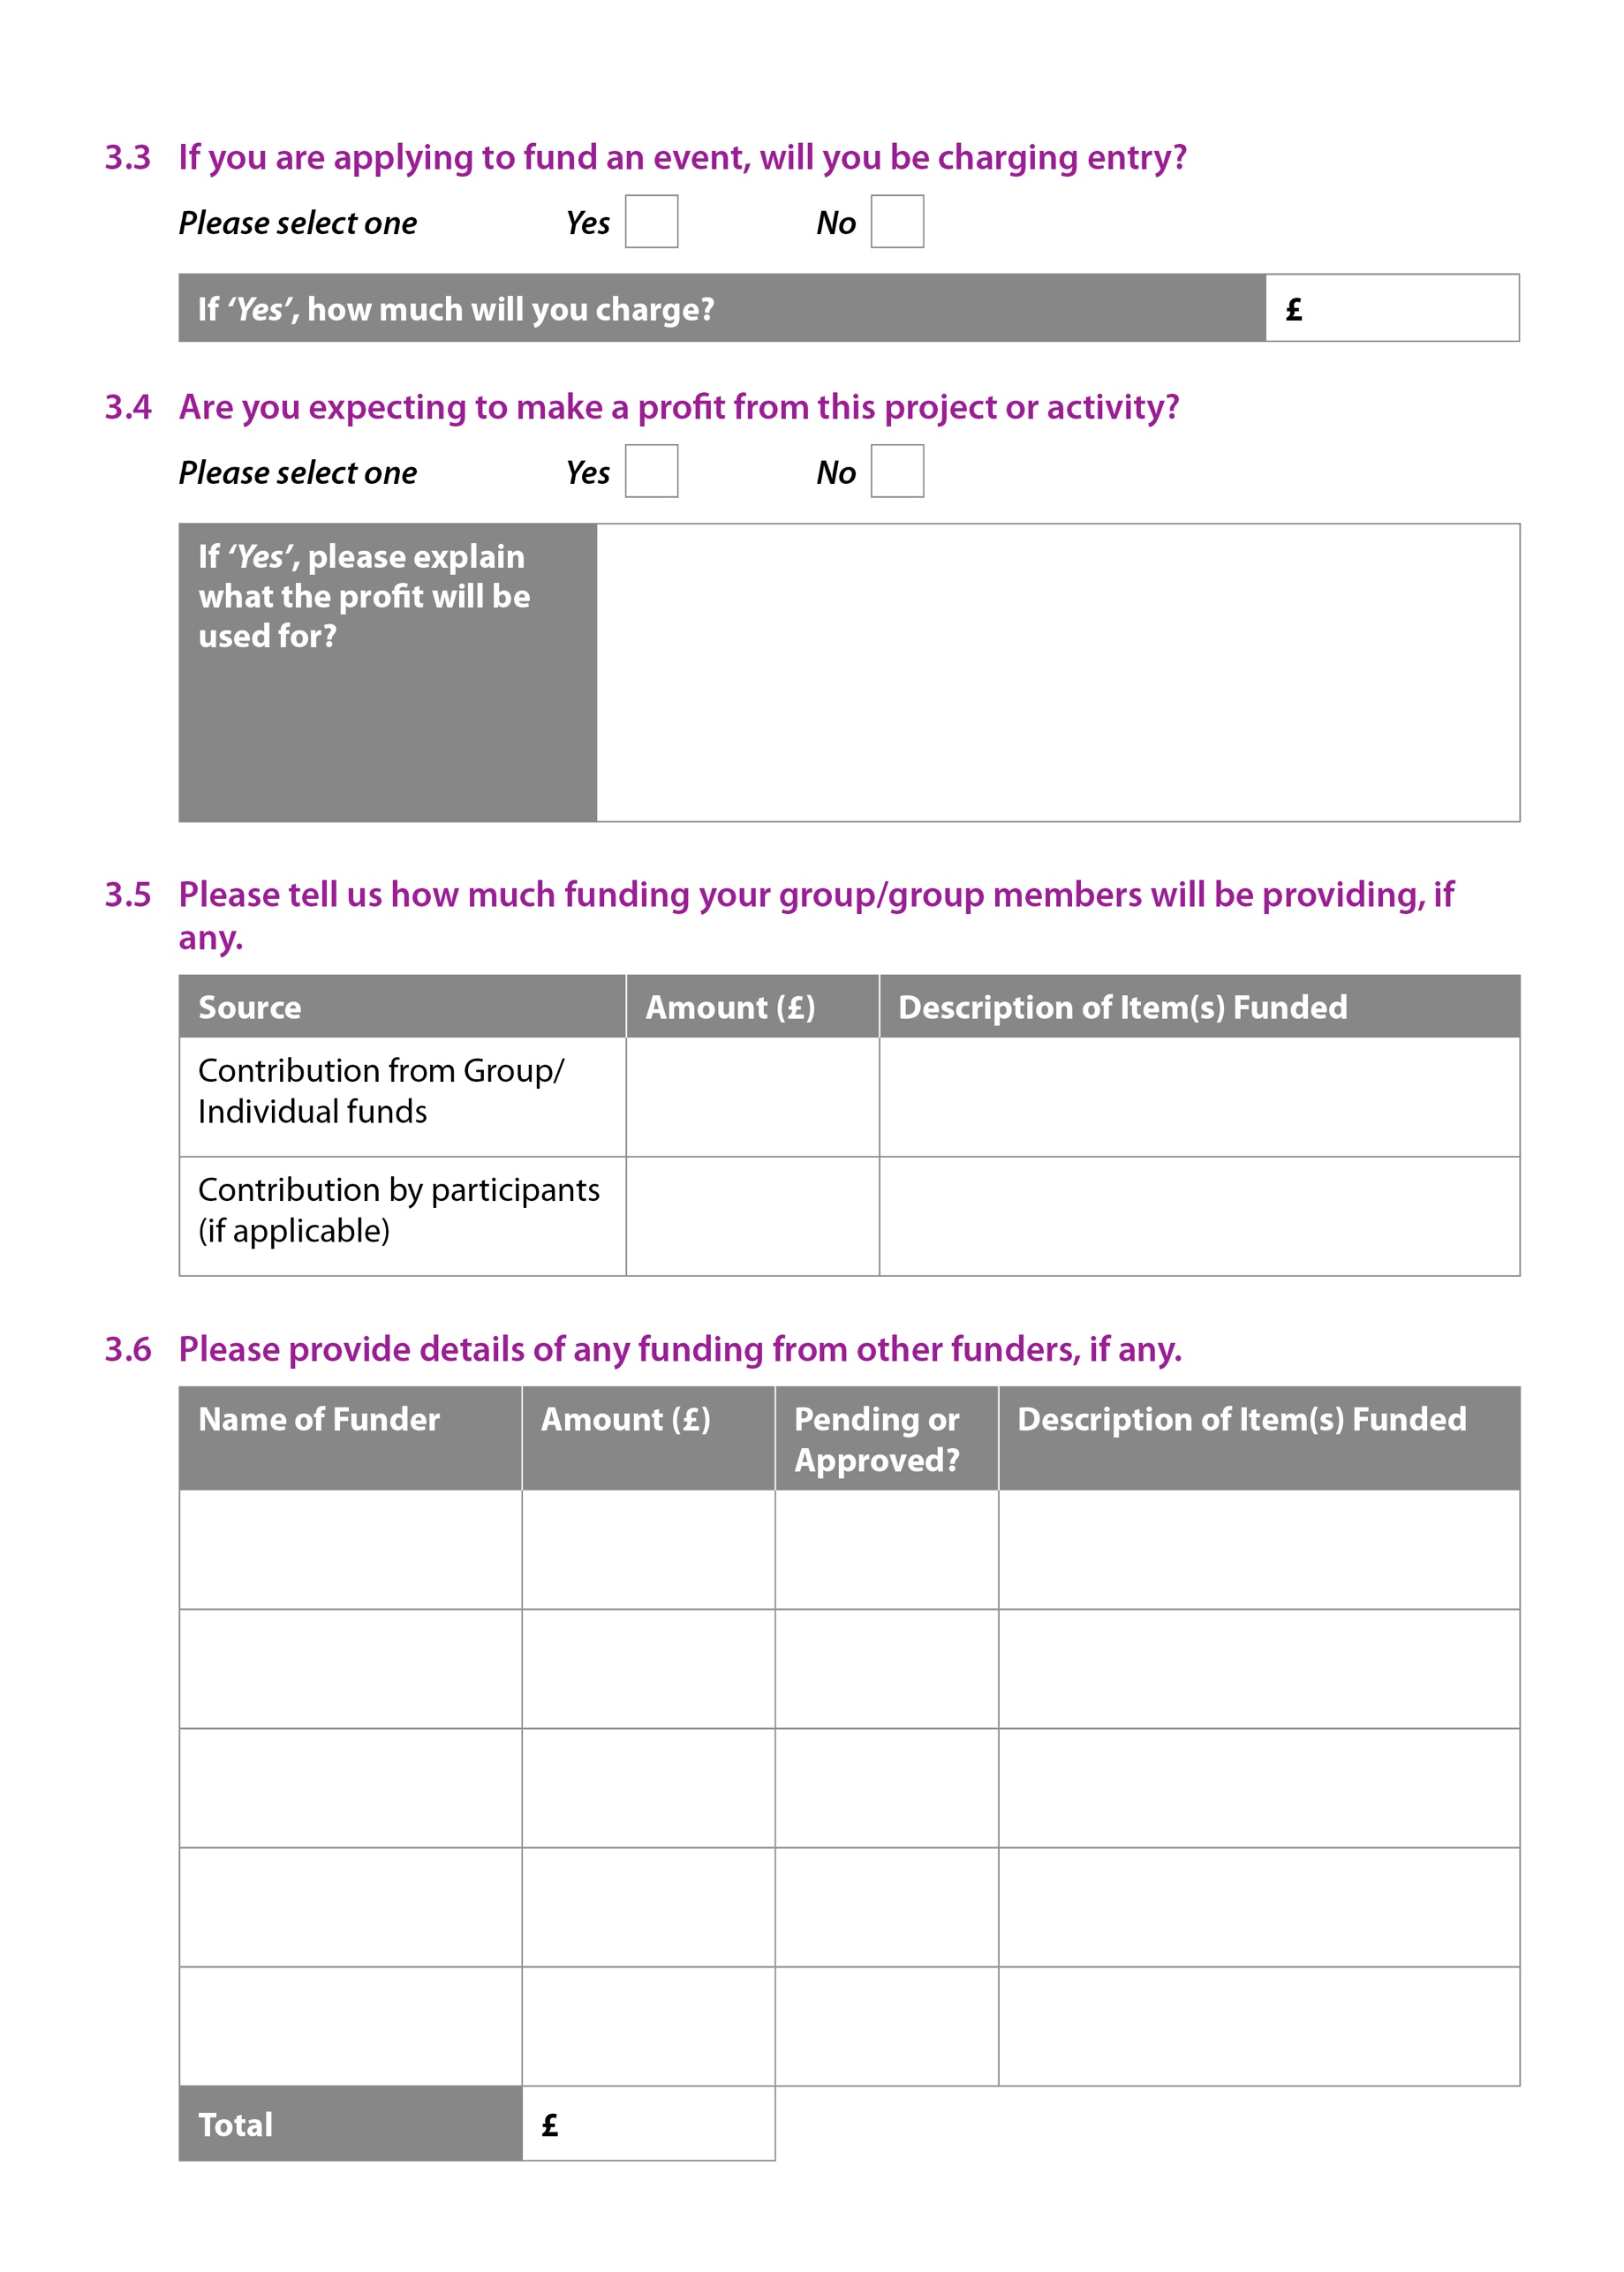 3.3 If you are applying to fund an event, will you be charging entry?
Please select one Yes No
If ‘Yes’, how much will you charge? £
3.4 Are you expecting to make a profit from this project or activity?
Please select one Yes No
If ‘Yes’, please explain
what the profit will be
used for?
3.5 Please tell us how much funding your group/group members will be providing, if
any.
Source Amount (£) Description of Item(s) Funded
Contribution from Group/
Individual funds
Contribution by participants
(if applicable)
3.6 Please provide details of any funding from other funders, if any.
Name of Funder Amount (£) Pending or Description of Item(s) Funded
Approved?
Total £